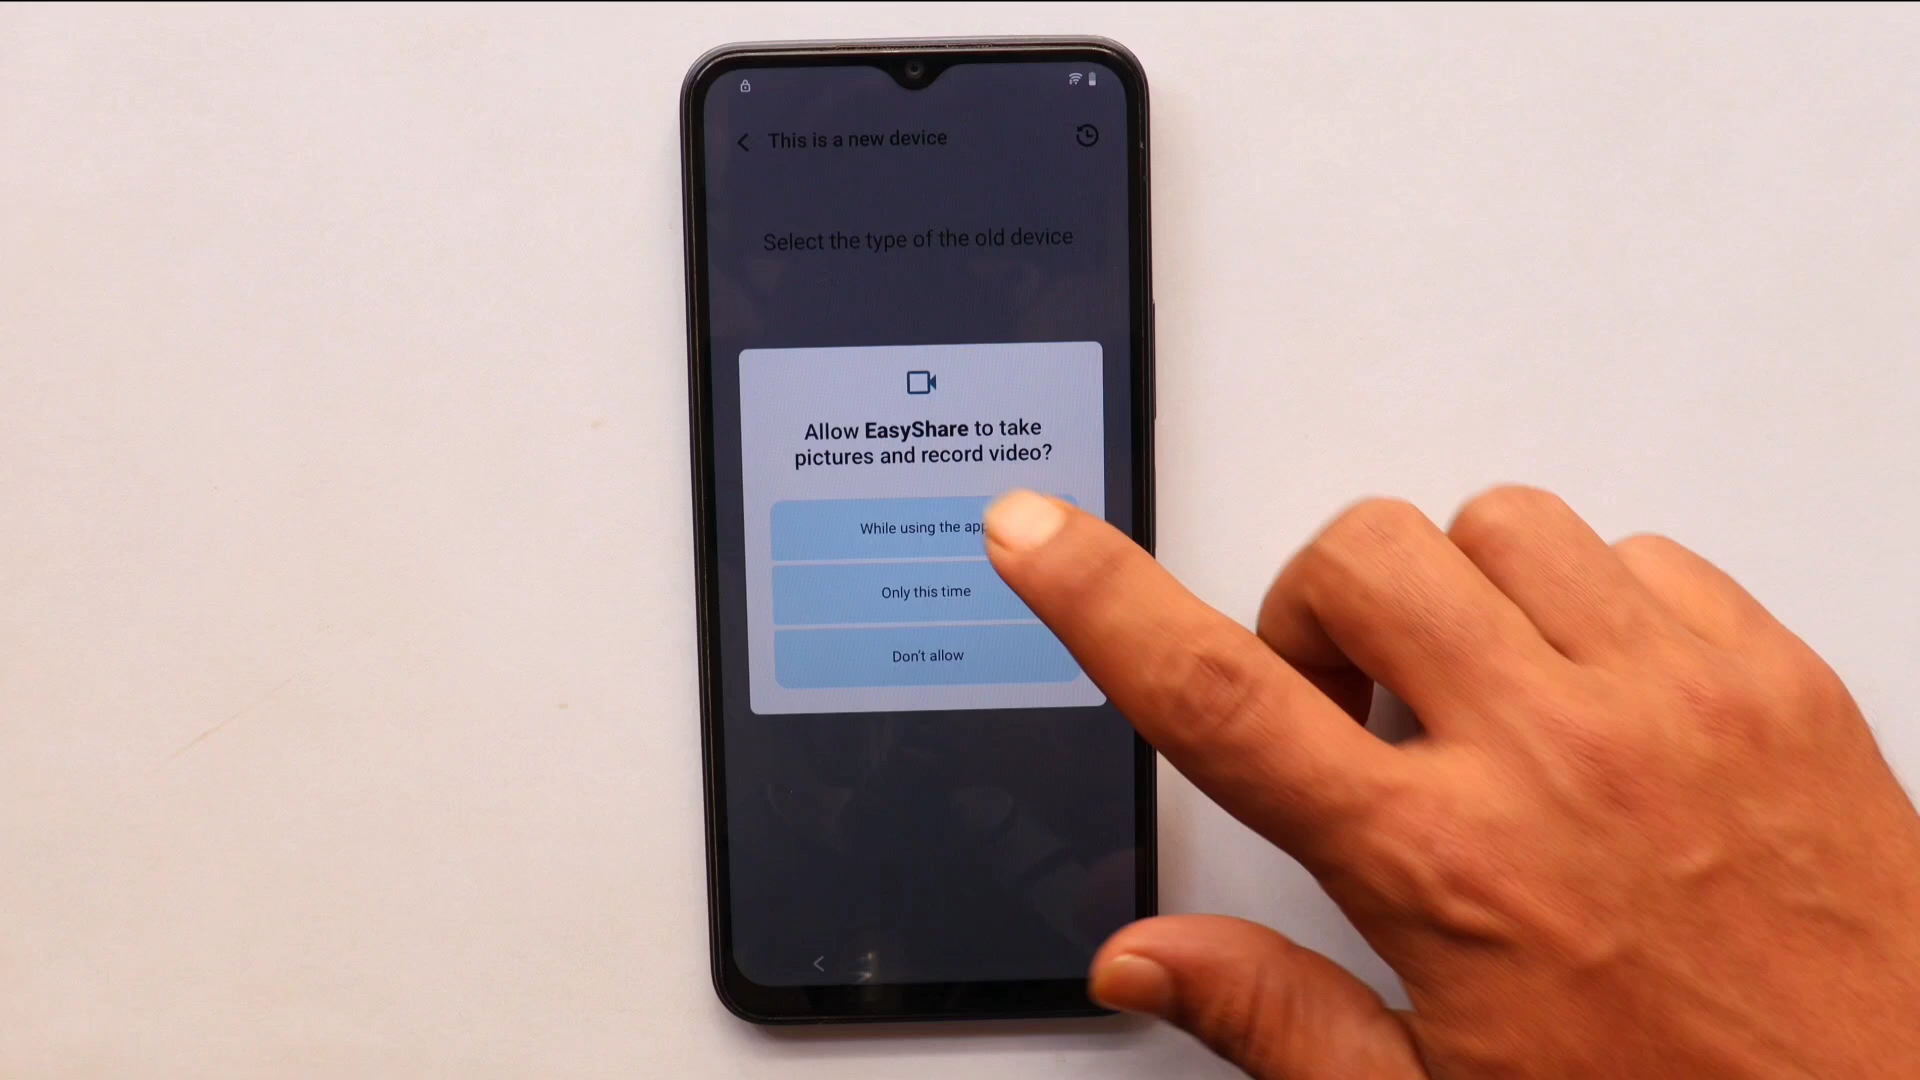 This is a new device
Select the type of the old device
Allow EasyShare to take
pictures and record video?
While using the app
Only this time
Don't allow